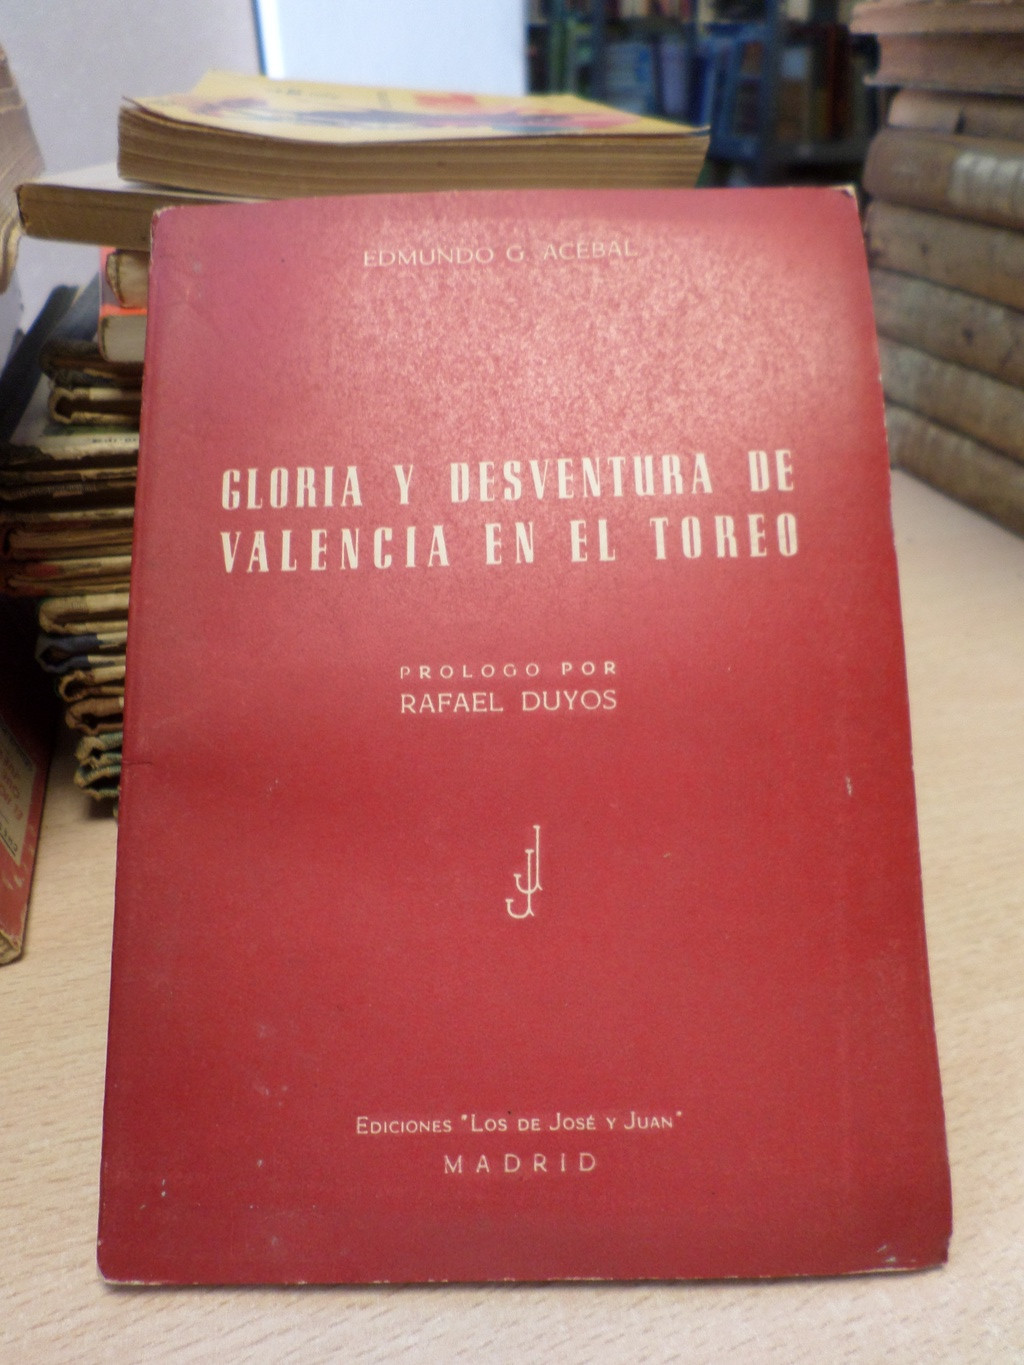 EDMUNDO G. ACEBAL
GLORIA Y DESVENTURA DE
VALENCIA EN EL TOREO
PROLOGO POR
RAFAEL DUYOS
JJ
EDICIONES "LOS DE JOSÉ Y JUAN"
MADRID